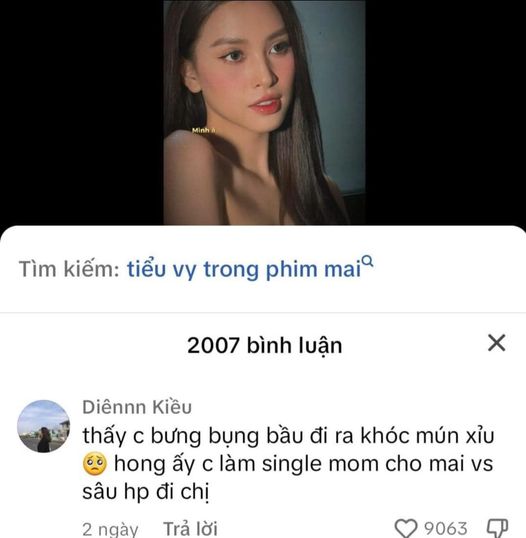 Minh à
Tìm kiếm: tiểu vy trong phim mai
2007 bình luận
Diênnn Kiều
thấy c bưng bụng bầu đi ra khóc mún xỉu
🥺 hong ấy c làm single mom cho mai vs
sâu hp đi chị
2 ngày Trả lời 9063